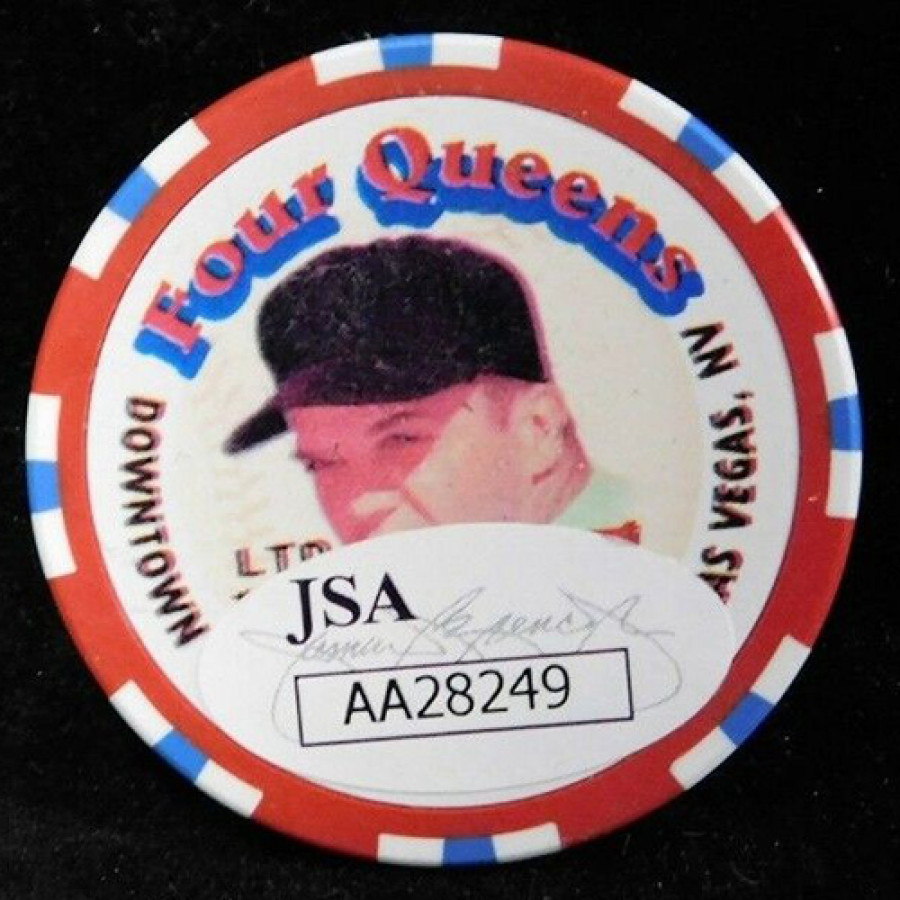 Four Queens
DOWNTOWN
AS VEGAS, NV
LTD
JSA
AA28249